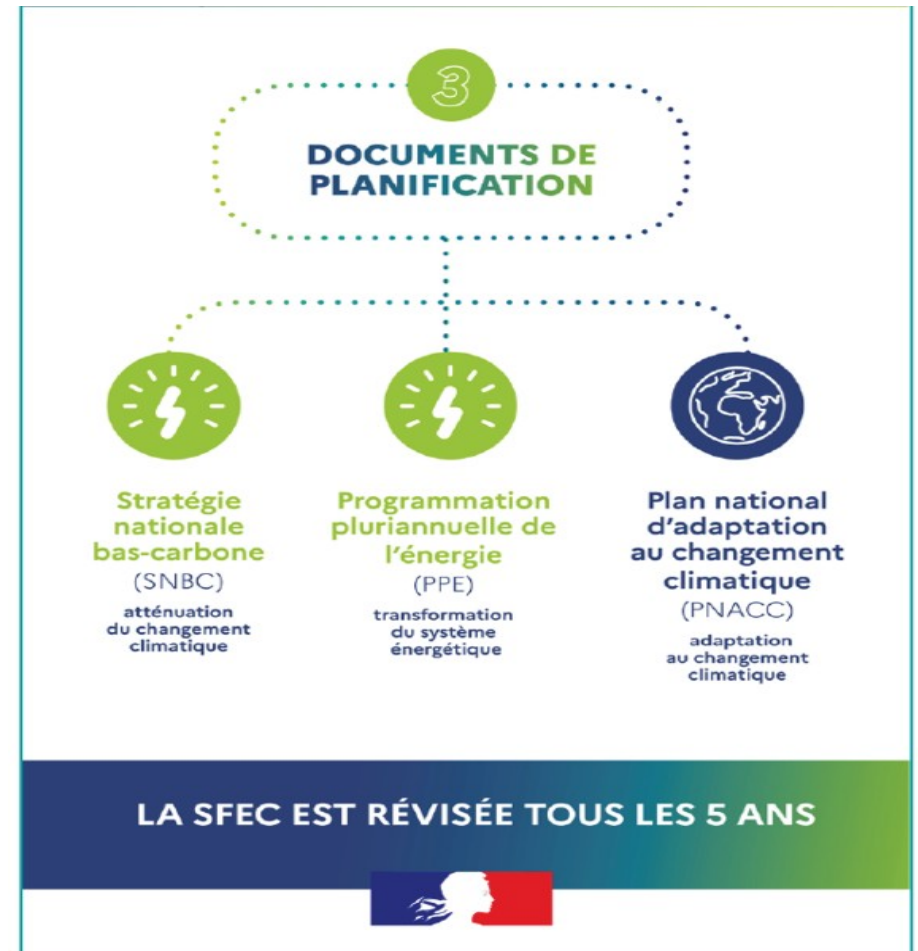 3
DOCUMENTS DE
PLANIFICATION
Stratégie
nationale
bas-carbone
(SNBC)
atténuation
du changement
climatique
Programmation
pluriannuelle de
l'énergie
(PPE)
transformation
du système
énergétique
Plan national
d'adaptation
au changement
climatique
(PNACC)
adaptation
au changement
climatique
LA SFEC EST RÉVISÉE TOUS LES 5 ANS